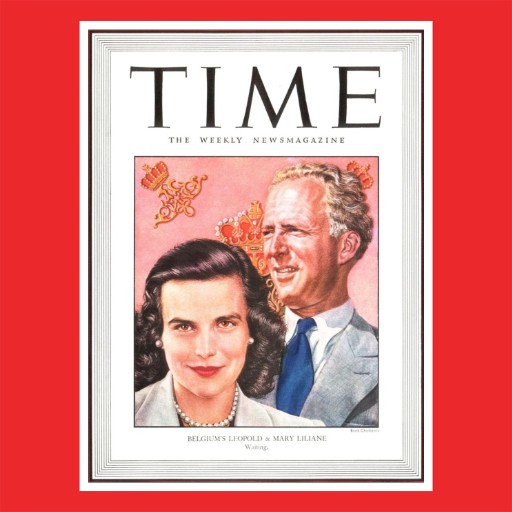 TIME
THE WEEKLY NEWSMAGAZINE
BELGIUM'S LEOPOLD & MARY LILIANE
Waiting.